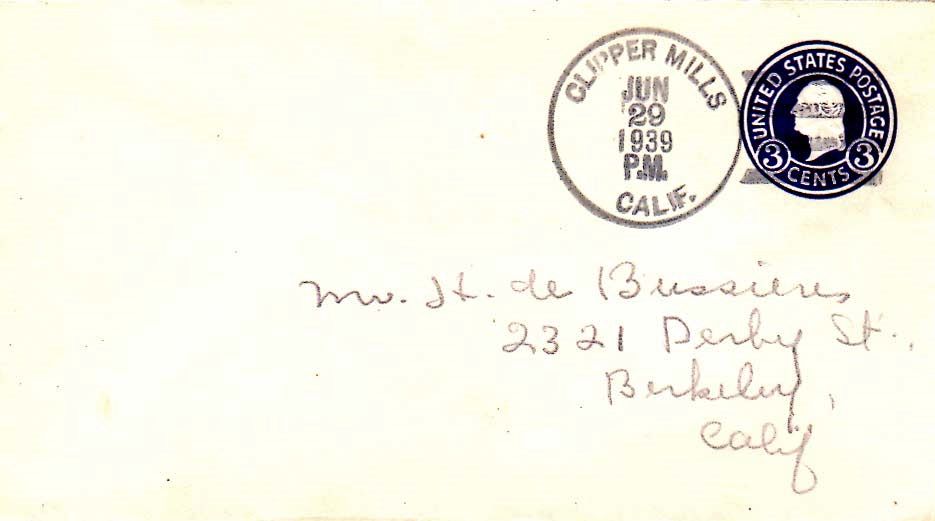 CLIPPER MILLS
JUN
29
1939
P.M.
CALIF.
UNITED STATES POSTAGE
3 3
CENTS
Mr. H. de Bussieres
2321 Derby St.,
Berkeley,
Calif